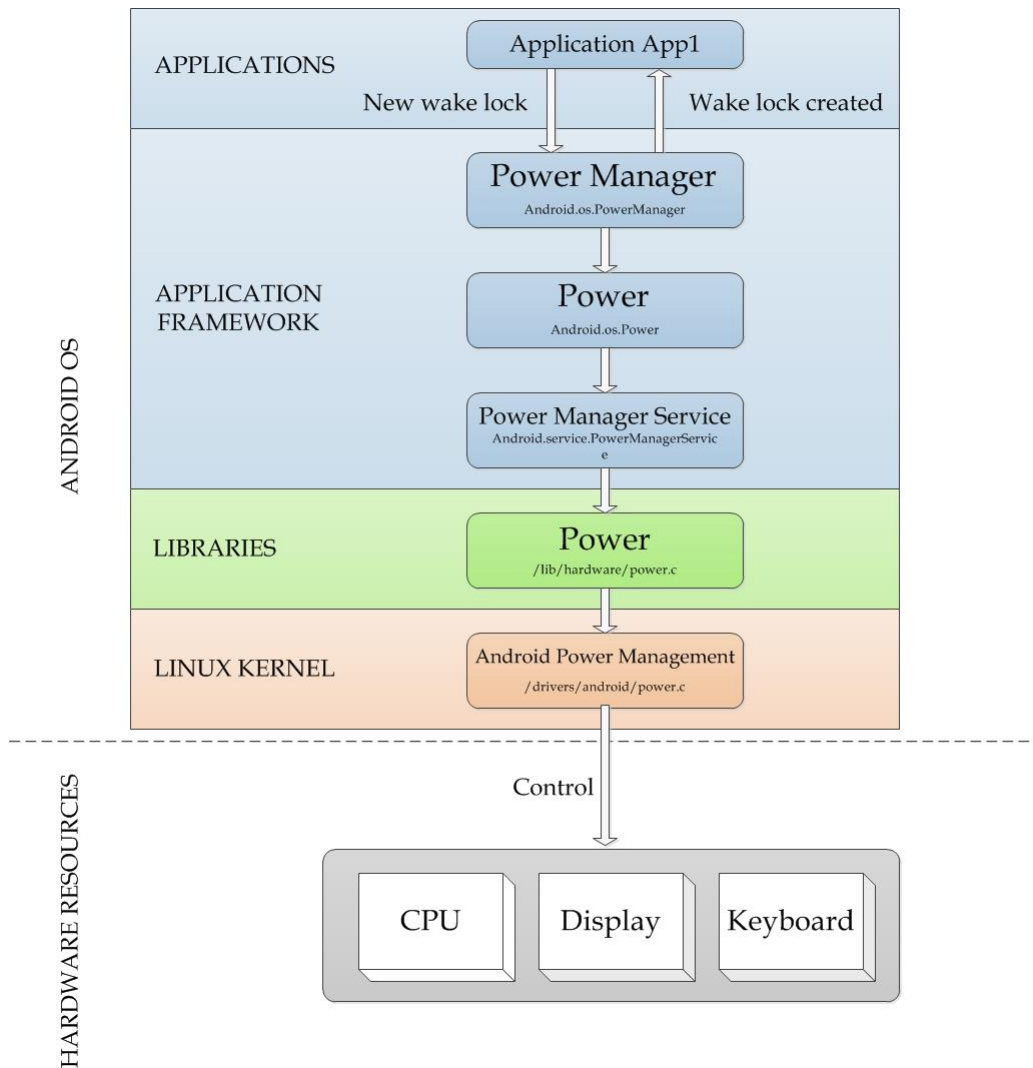 APPLICATIONS
Application App1
New wake lock
Wake lock created
ANDROID OS
APPLICATION
FRAMEWORK
Power Manager
Android.os.PowerManager
Power
Android.os.Power
Power Manager Service
Android.service.PowerManagerServic
e
LIBRARIES
Power
/lib/hardware/power.c
LINUX KERNEL
Android Power Management
/drivers/android/power.c
HARDWARE RESOURCES
Control
CPU
Display
Keyboard